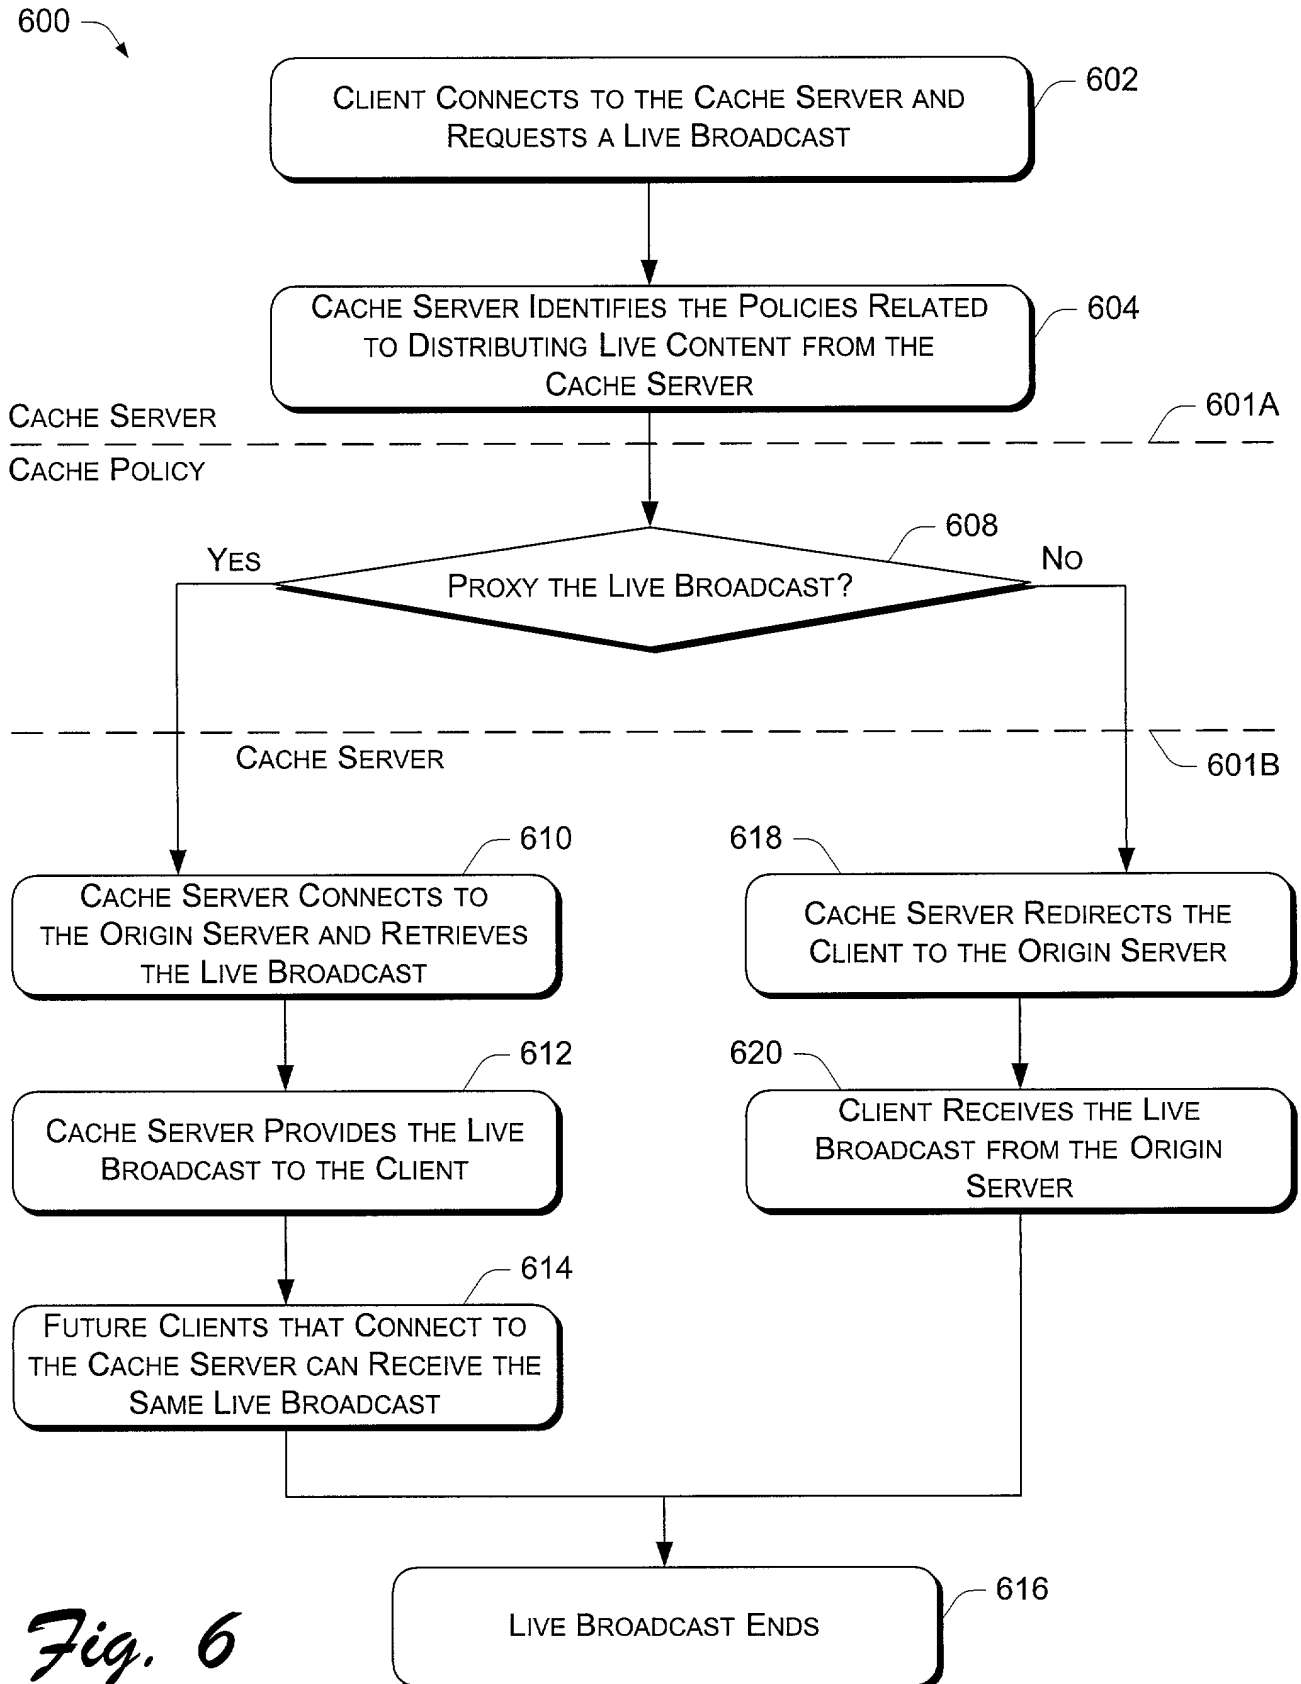 600
CLIENT CONNECTS TO THE CACHE SERVER AND
REQUESTS A LIVE BROADCAST
602
CACHE SERVER IDENTIFIES THE POLICIES RELATED
TO DISTRIBUTING LIVE CONTENT FROM THE
CACHE SERVER
604
CACHE SERVER
601A
CACHE POLICY
608
YES
NO
PROXY THE LIVE BROADCAST?
CACHE SERVER
601B
610
CACHE SERVER CONNECTS TO
THE ORIGIN SERVER AND RETRIEVES
THE LIVE BROADCAST
618
CACHE SERVER REDIRECTS THE
CLIENT TO THE ORIGIN SERVER
612
CACHE SERVER PROVIDES THE LIVE
BROADCAST TO THE CLIENT
620
CLIENT RECEIVES THE LIVE
BROADCAST FROM THE ORIGIN
SERVER
614
FUTURE CLIENTS THAT CONNECT TO
THE CACHE SERVER CAN RECEIVE THE
SAME LIVE BROADCAST
616
LIVE BROADCAST ENDS
Fig. 6